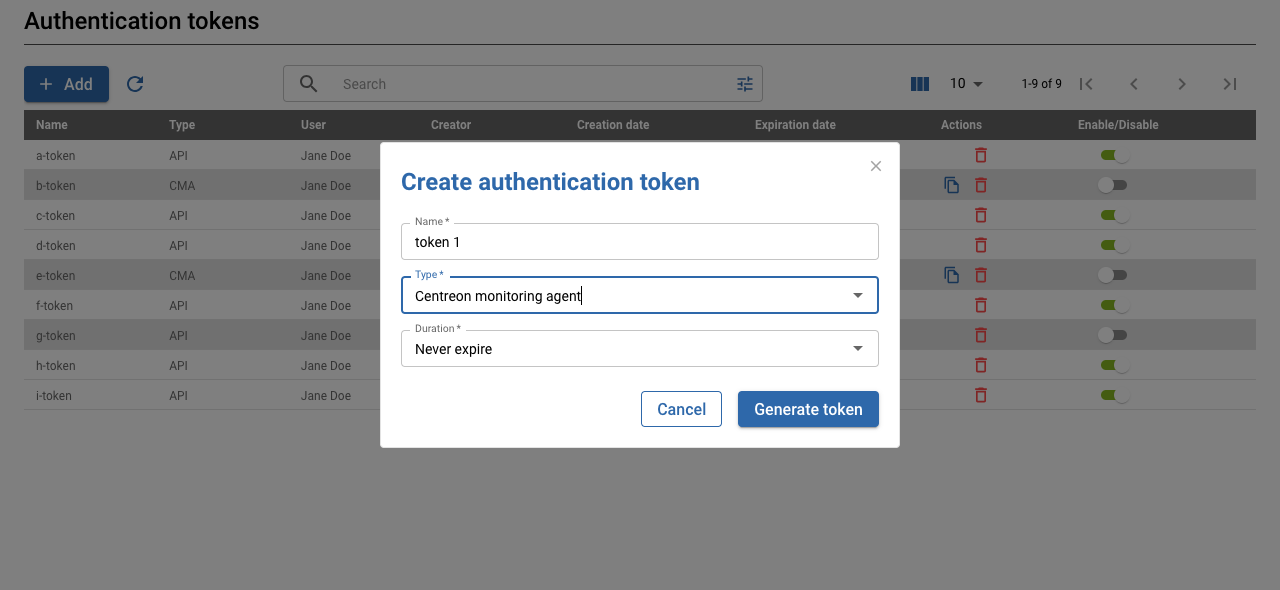 Authentication tokens
Add
Search
10
1-9 of 9
Name Type User Creator Creation date Expiration date Actions Enable/Disable
a-token API Jane Doe
b-token CMA Jane Doe
c-token API Jane Doe
d-token API Jane Doe
e-token CMA Jane Doe
f-token API Jane Doe
g-token API Jane Doe
h-token API Jane Doe
i-token API Jane Doe
Create authentication token
Name *
token 1
Type *
Centreon monitoring agent
Duration *
Never expire
Cancel
Generate token